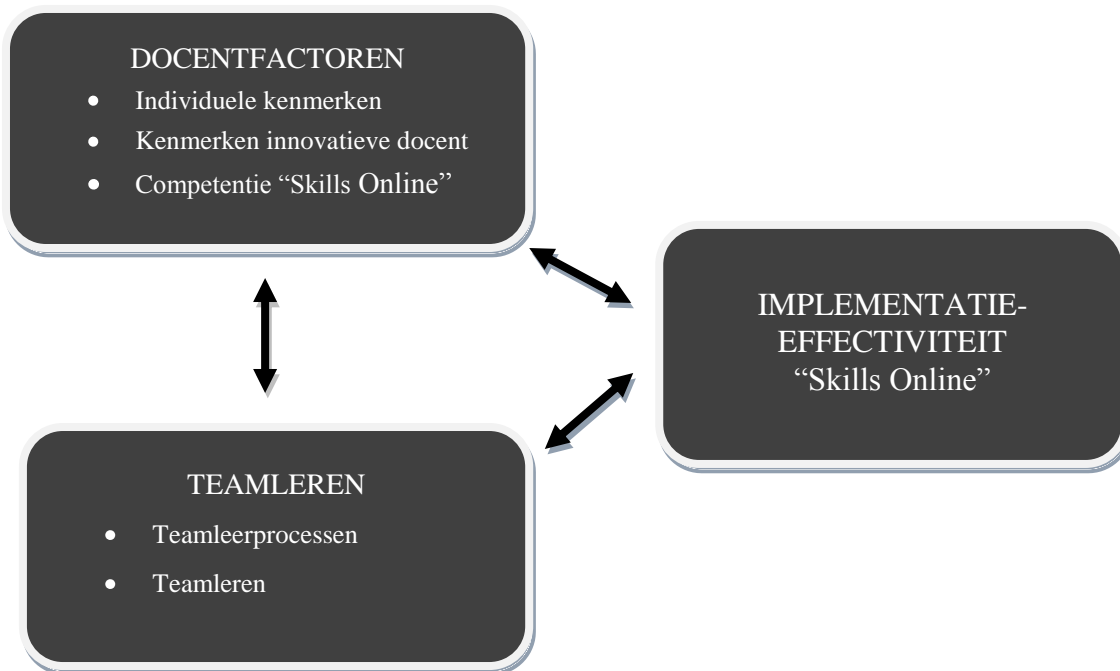 DOCENTFACTOREN
• Individuele kenmerken
• Kenmerken innovatieve docent
• Competentie “Skills Online”
IMPLEMENTATIE-
EFFECTIVITEIT
“Skills Online”
TEAMLEREN
• Teamleerprocessen
• Teamleren